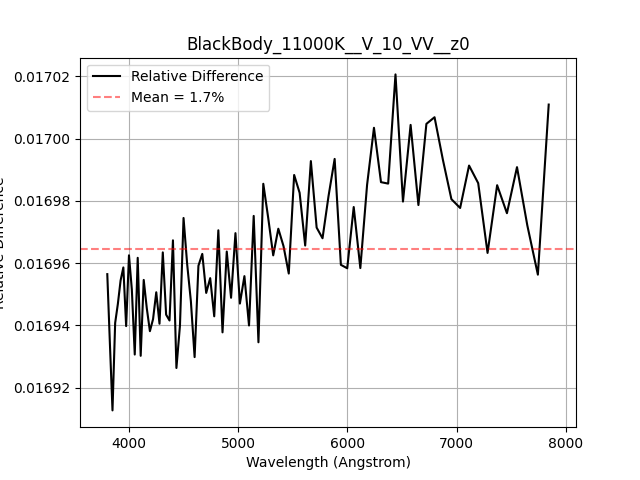 BlackBody_11000K__V_10_VV__z0
Relative Difference
Mean = 1.7%
0.01702
0.01700
0.01698
0.01696
0.01694
0.01692
Relative Difference
4000 5000 6000 7000 8000
Wavelength (Angstrom)